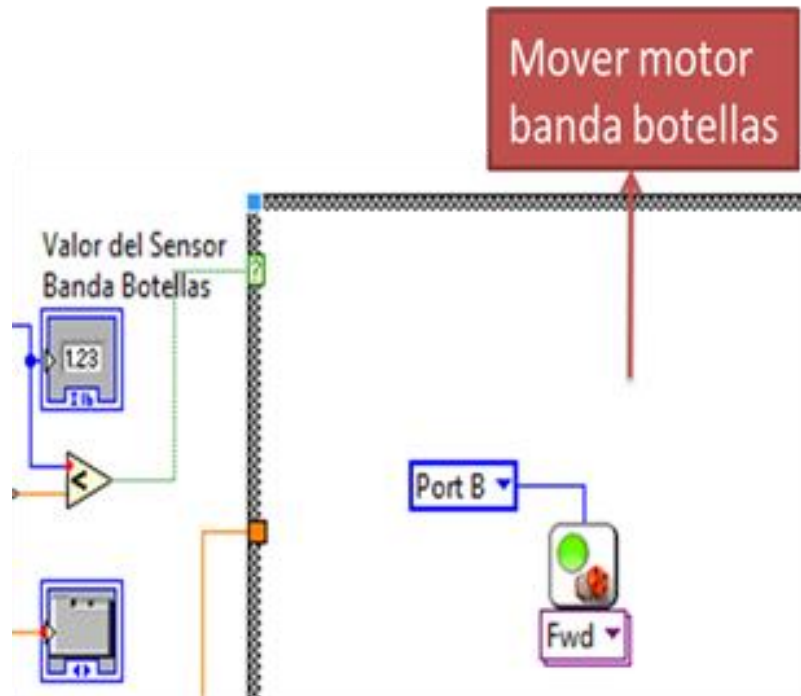 Mover motor
banda botellas
Valor del Sensor
Banda Botellas
?
1.23
<
Port B
Fwd